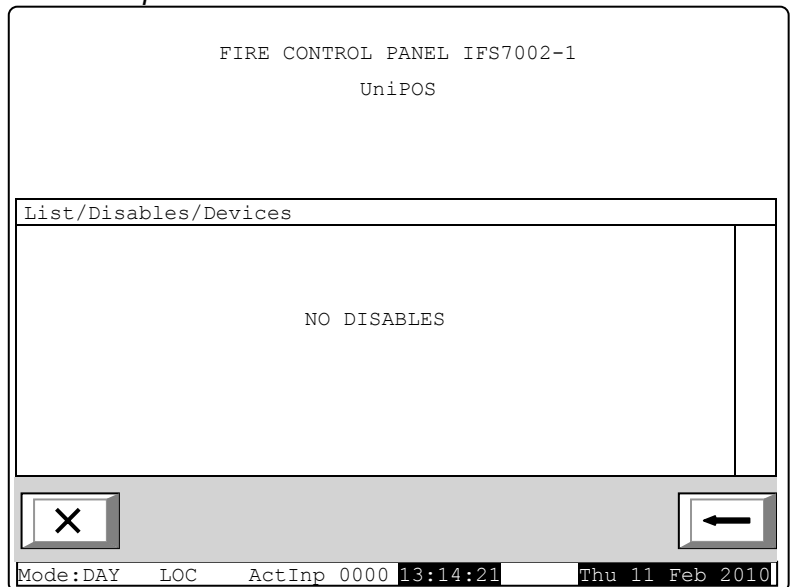 FIRE CONTROL PANEL IFS7002-1
UniPOS
List/Disables/Devices
NO DISABLES
Mode:DAY LOC ActInp 0000 13:14:21 Thu 11 Feb 2010